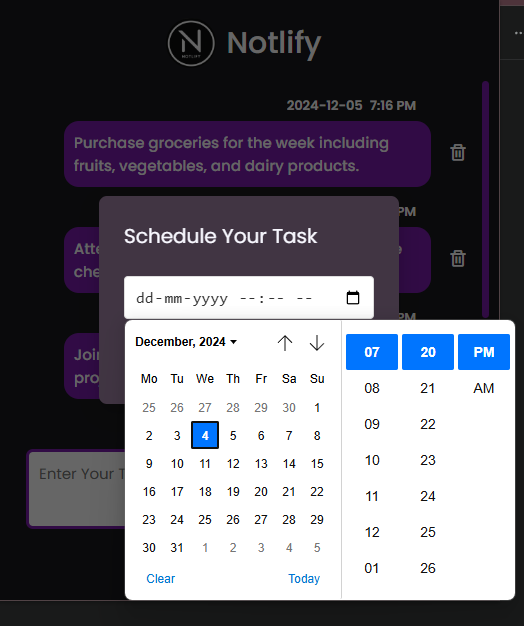 NOTLIFY
Notlify
2024-12-05 7:16 PM
Purchase groceries for the week including
fruits, vegetables, and dairy products.
PM
Schedule Your Task
Atte
e
che
dd-mm-yyyy --:-- --
PM
December, 2024
07 20 PM
Mo Tu We Th Fr Sa Su
08 21 AM
25 26 27 28 29 30 1
09 22
2 3 4 5 6 7 8
10 23
9 10 11 12 13 14 15
11 24
16 17 18 19 20 21 22
12 25
23 24 25 26 27 28 29
01 26
30 31 1 2 3 4 5
Clear Today
Join
pro
Enter Your T